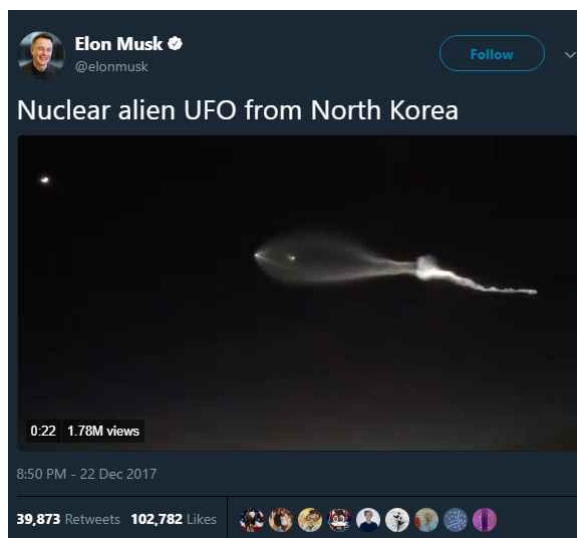 Elon Musk
@elonmusk
Follow
Nuclear alien UFO from North Korea
0:22 1.78M views
8:50 PM - 22 Dec 2017
39,873 Retweets 102,782 Likes